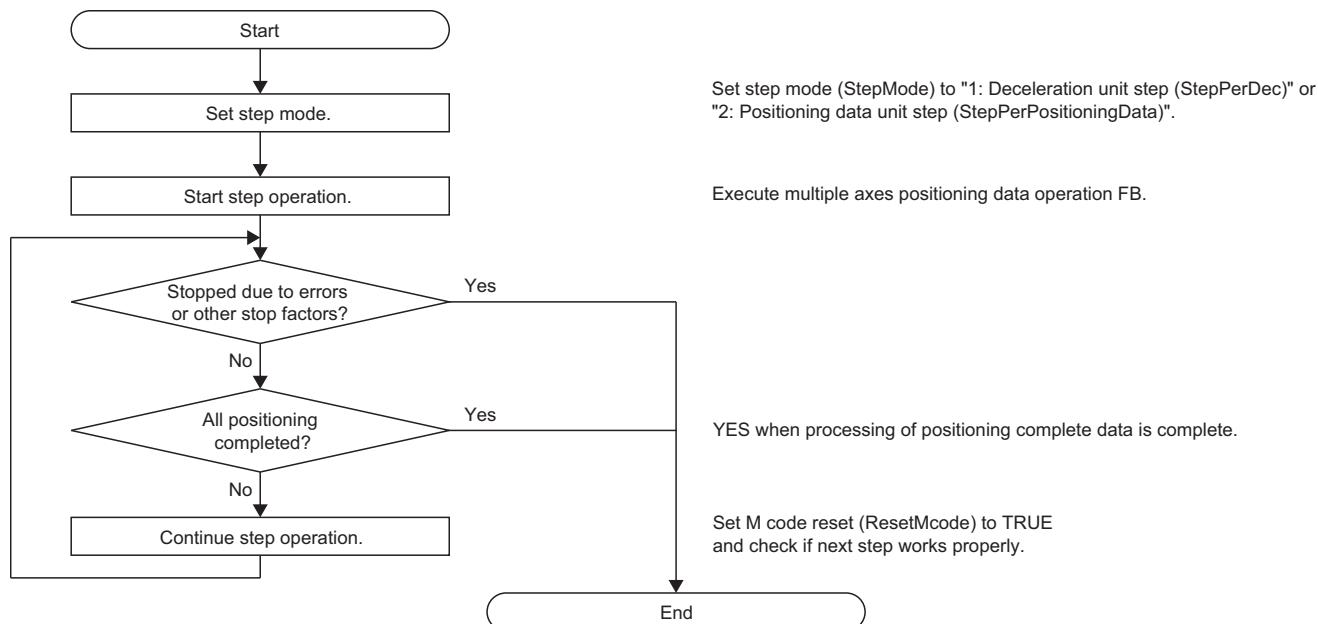 Start
Set step mode.
Set step mode (StepMode) to "1: Deceleration unit step (StepPerDec)" or
"2: Positioning data unit step (StepPerPositioningData)".
Start step operation.
Execute multiple axes positioning data operation FB.
Stopped due to errors
or other stop factors?
Yes
No
All positioning
completed?
Yes
YES when processing of positioning complete data is complete.
No
Continue step operation.
Set M code reset (ResetMcode) to TRUE
and check if next step works properly.
End